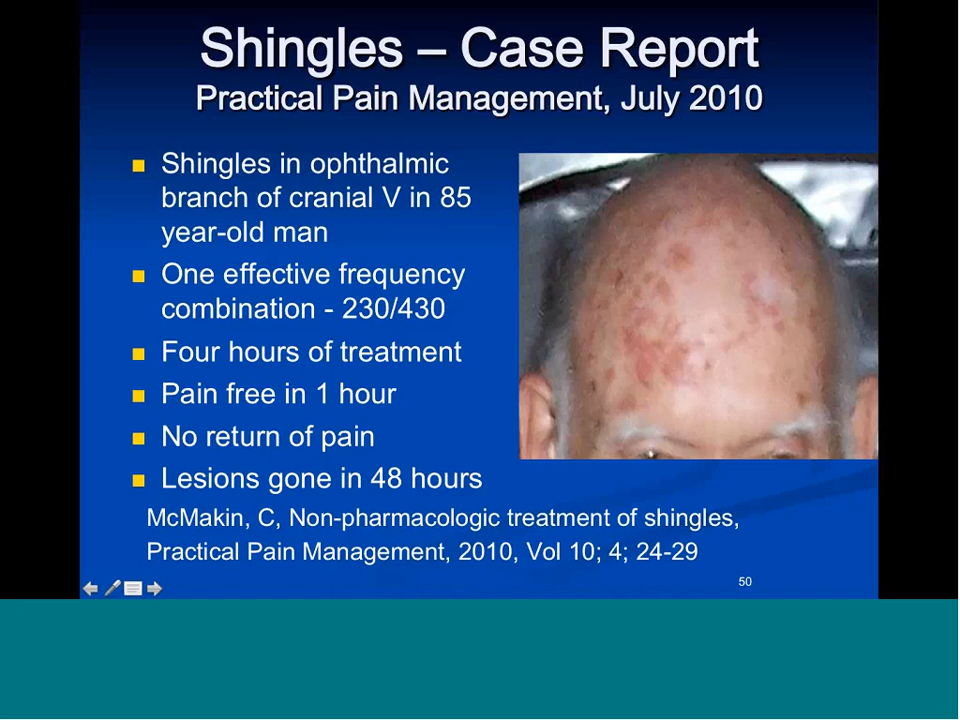 Shingles – Case Report
Practical Pain Management, July 2010
Shingles in ophthalmic
branch of cranial V in 85
year-old man
One effective frequency
combination - 230/430
Four hours of treatment
Pain free in 1 hour
No return of pain
Lesions gone in 48 hours
McMakin, C, Non-pharmacologic treatment of shingles,
Practical Pain Management, 2010, Vol 10; 4; 24-29
50